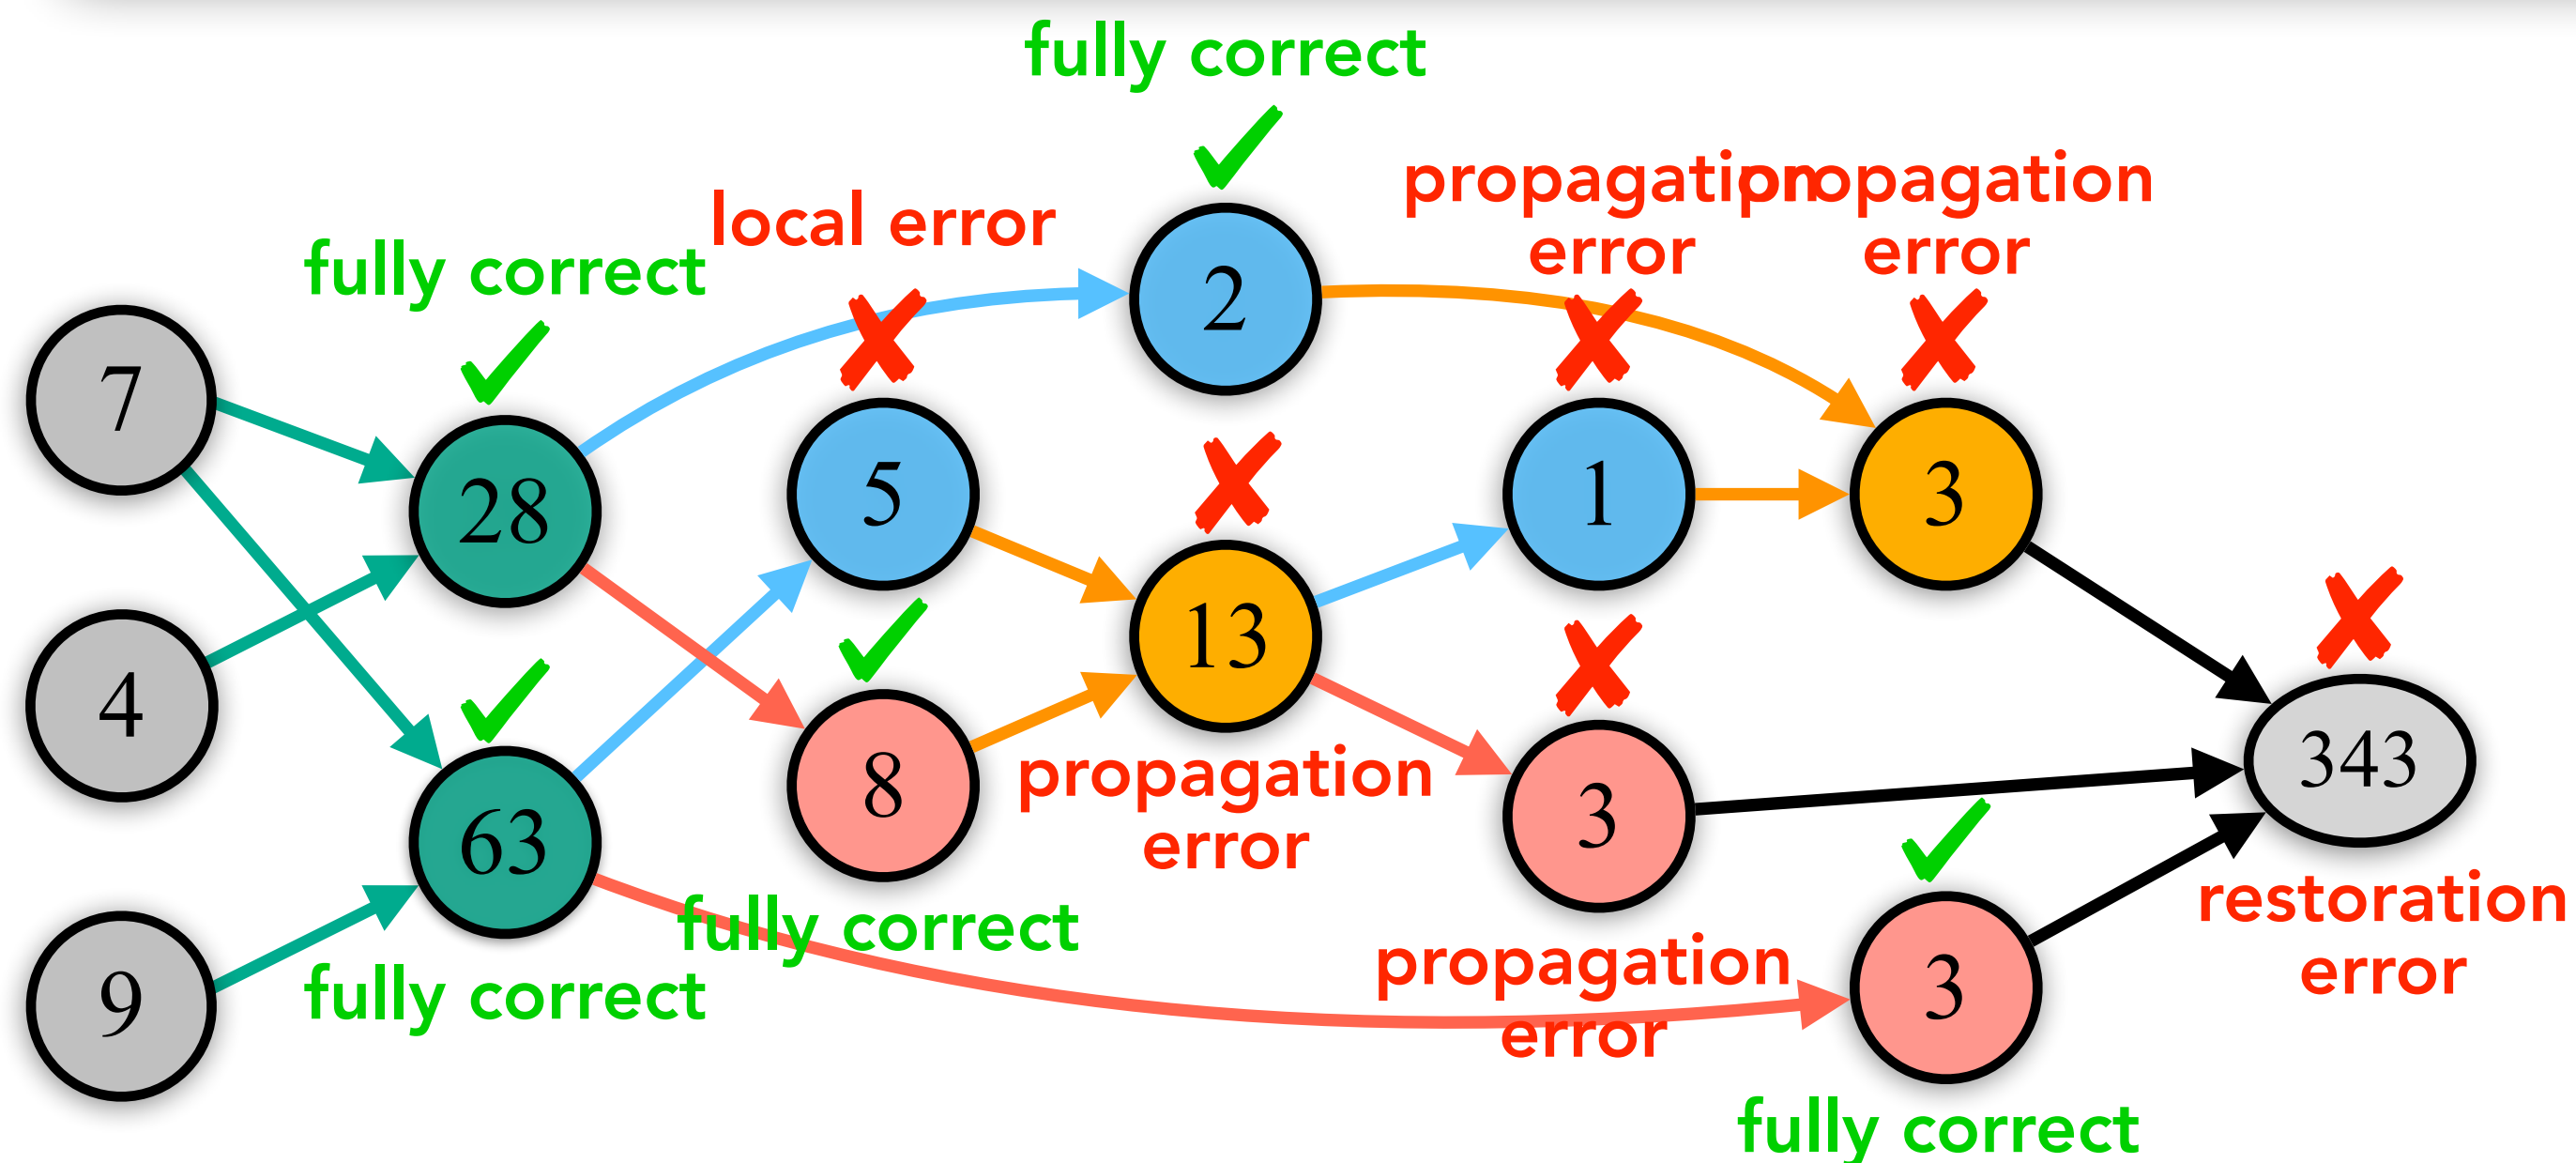 fully correct
propagation
error
propagation
error
local error
fully correct
2
7
28
5
1
3
13
4
8
63
3
343
propagation
error
fully correct
fully correct
9
propagation
error
3
restoration
error
fully correct